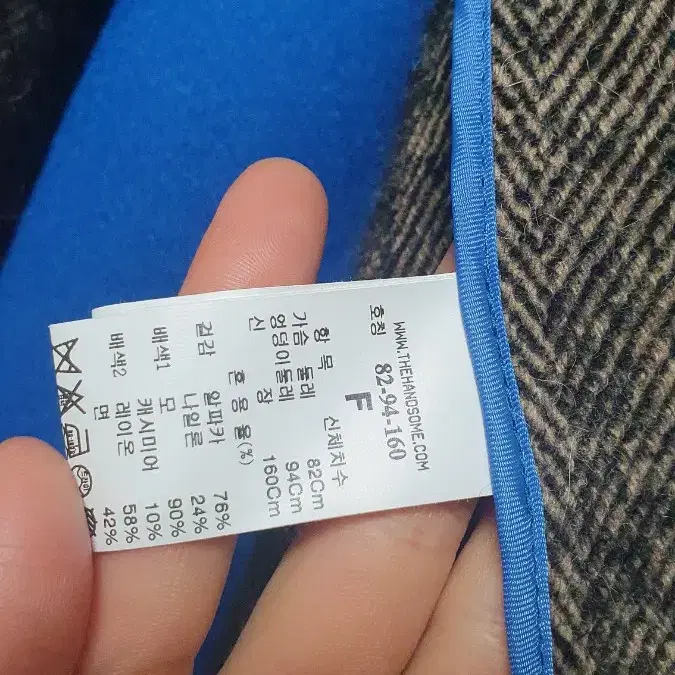 WWW.THEHANDSOME.COM
호칭 82-94-160
F
항 목 신체치수
가슴 둘레 82Cm
엉덩이둘레 94Cm
신 장 160Cm
혼 용 율(%)
겉감 알파카 76%
나일론 24%
배색1 모 90%
캐시미어 10%
배색2 레이온 58%
면 42%